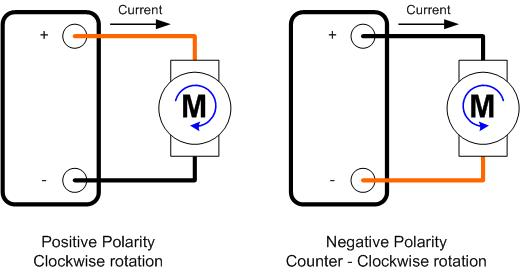 Current
+
M
-
Positive Polarity
Clockwise rotation
Current
+
M
-
Negative Polarity
Counter - Clockwise rotation